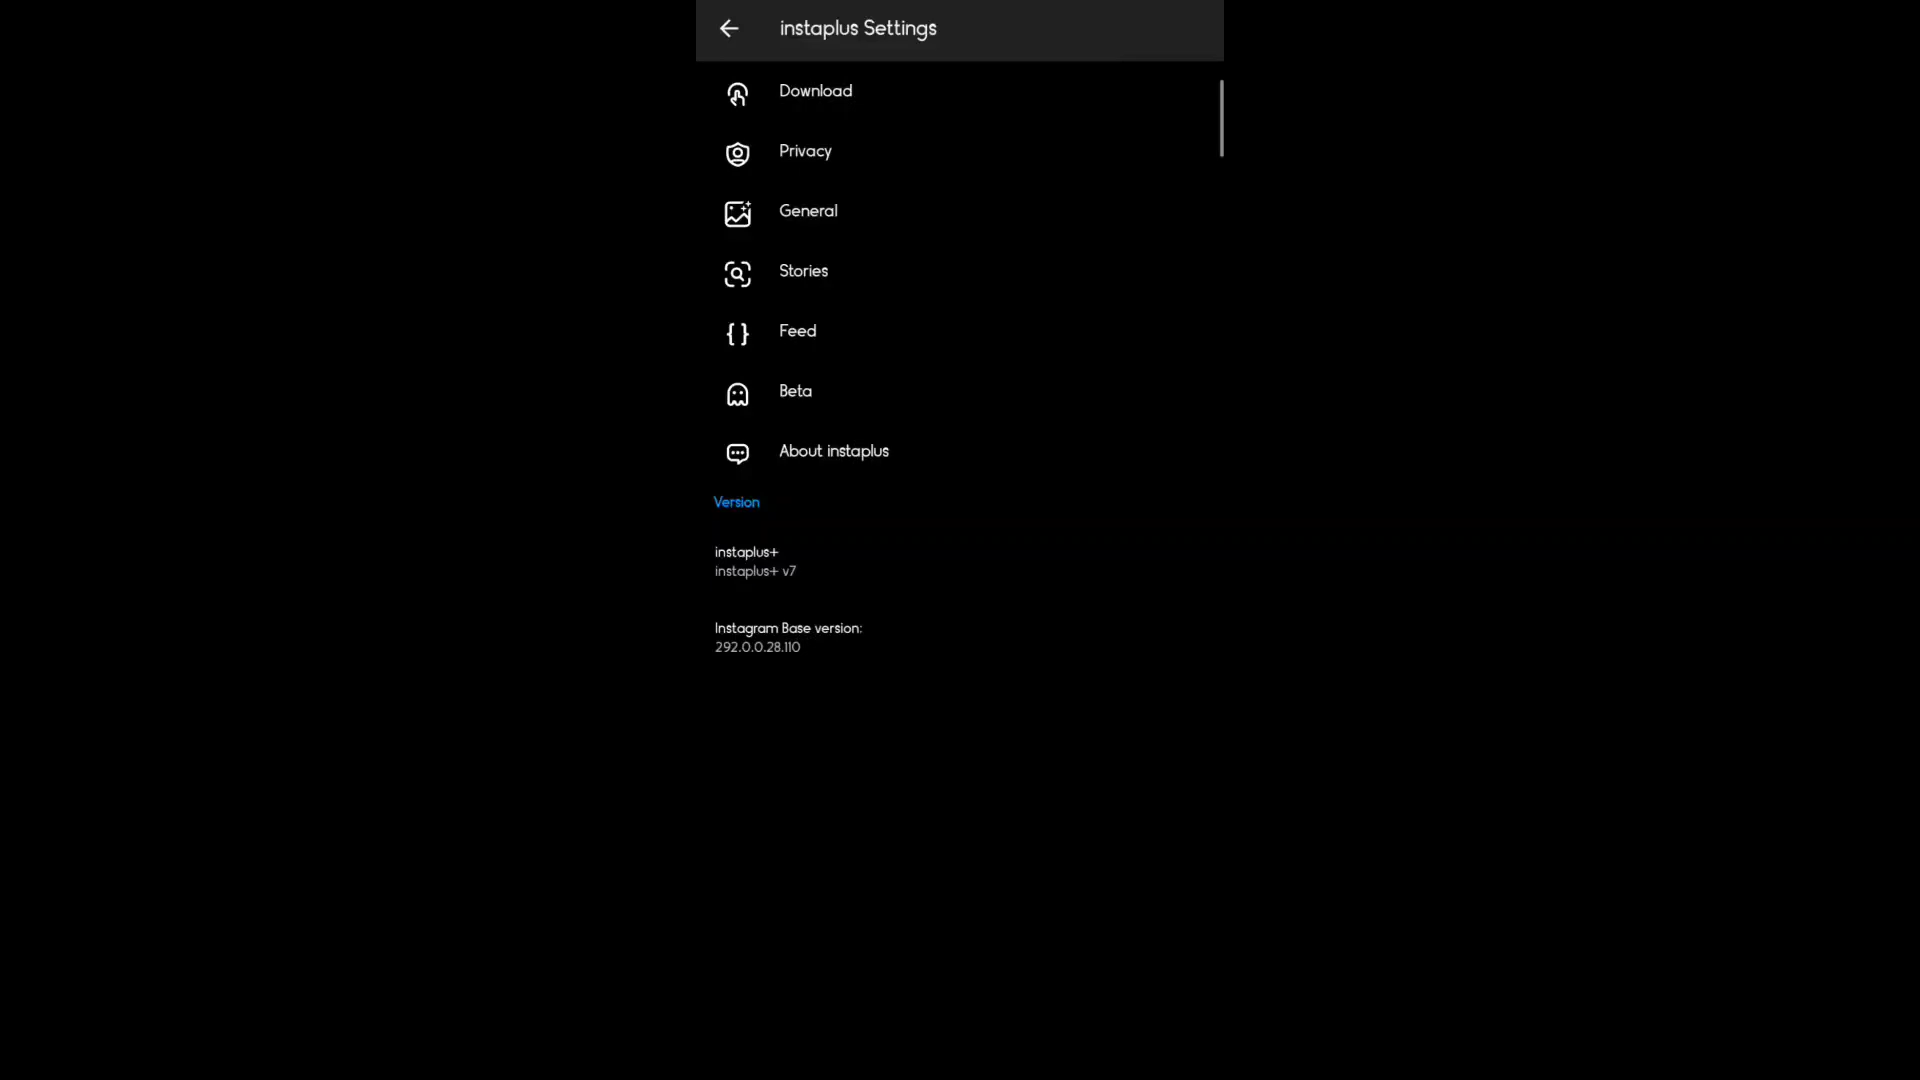 instaplus Settings
Download
Privacy
General
Stories
Feed
Beta
About instaplus
Version
instaplus+
instaplus+ v7
Instagram Base version:
292.0.0.28.110